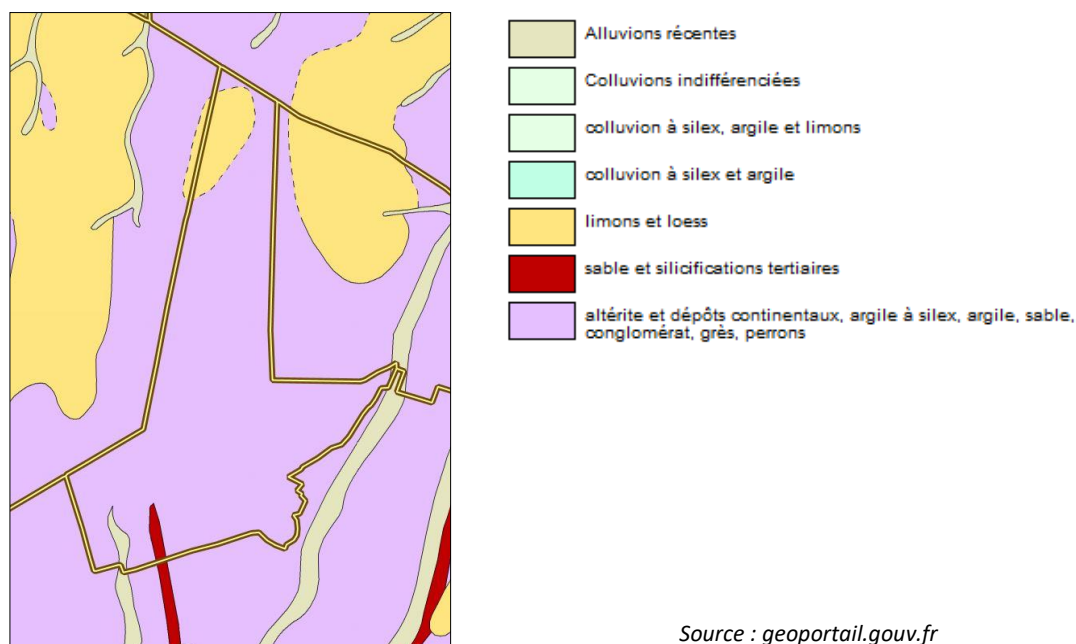 Alluvions récentes
Colluvions indifférenciées
colluvion à silex, argile et limons
colluvion à silex et argile
limons et loess
sable et silicifications tertiaires
altérite et dépôts continentaux, argile à silex, argile, sable,
conglomérat, grès, perrons
Source : geoportail.gouv.fr